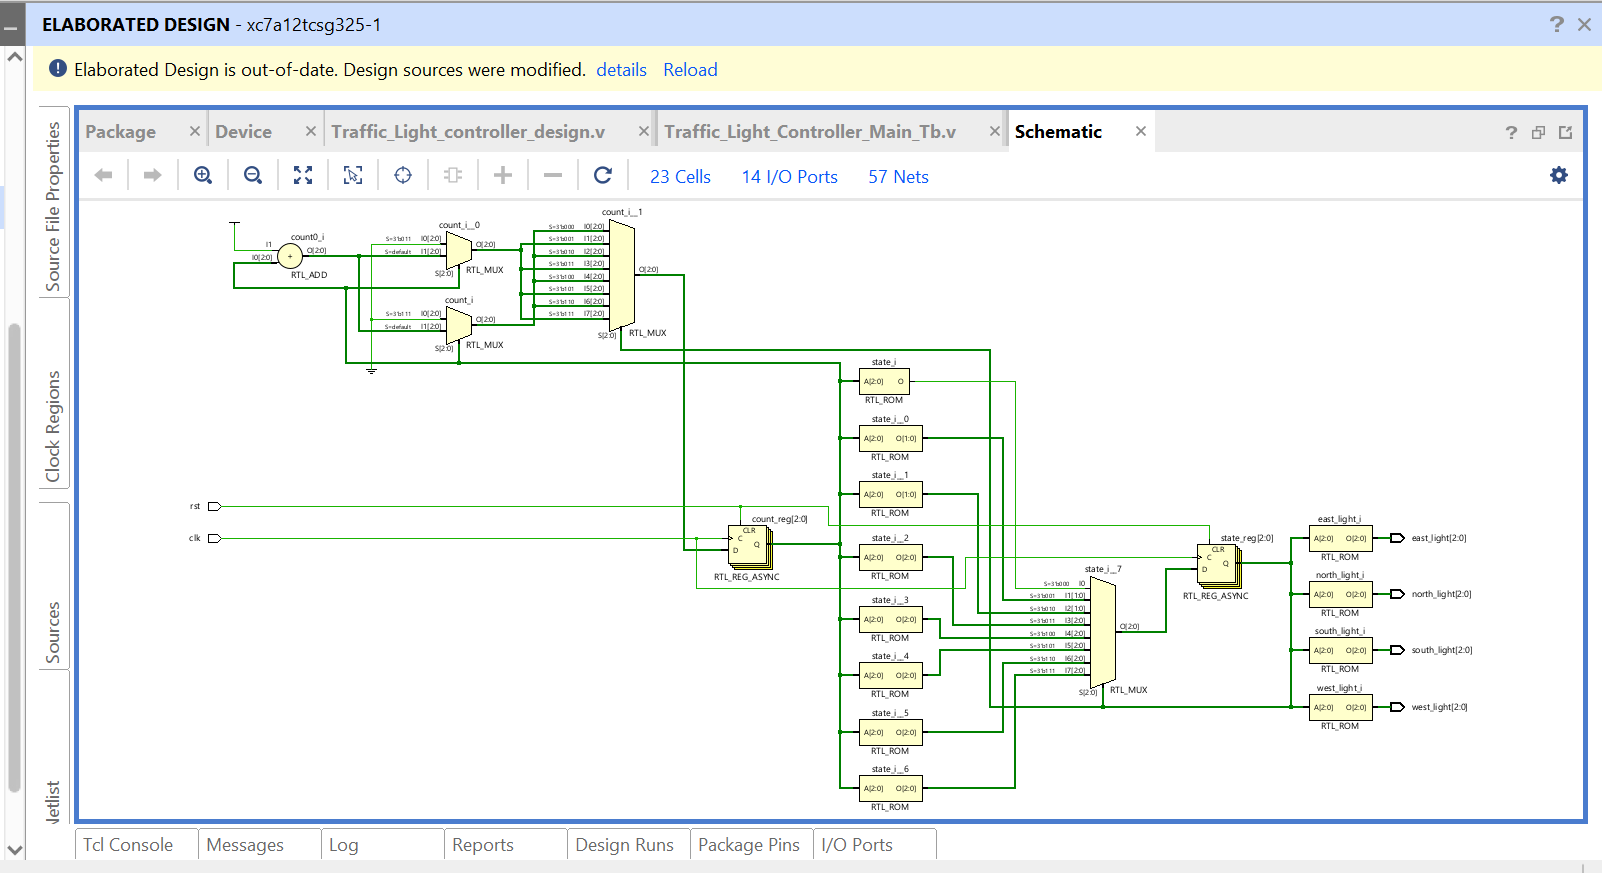 ELABORATED DESIGN - xc7a12tcsg325-1
Elaborated Design is out-of-date. Design sources were modified. details Reload
Source File Properties
Clock Regions
Sources
Netlist
Package
Device
Traffic_Light_controller_design.v
Traffic_Light_Controller_Main_Tb.v
Schematic
23 Cells
14 I/O Ports
57 Nets
count0_i
I1
I0[2:0]
+
O[2:0]
RTL_ADD
count_i__0
S=3'b011 I0[2:0]
S=default I1[2:0]
O[2:0]
S[2:0]
RTL_MUX
count_i
S=3'b111 I0[2:0]
S=default I1[2:0]
O[2:0]
S[2:0]
RTL_MUX
count_i__1
S=3'b000 I0[2:0]
S=3'b001 I1[2:0]
S=3'b010 I2[2:0]
S=3'b011 I3[2:0]
S=3'b100 I4[2:0]
S=3'b101 I5[2:0]
S=3'b110 I6[2:0]
S=3'b111 I7[2:0]
O[2:0]
S[2:0]
RTL_MUX
rst
clk
count_reg[2:0]
CLR
C
Q
D
RTL_REG_ASYNC
state_i
A[2:0] O
RTL_ROM
state_i__0
A[2:0] O[1:0]
RTL_ROM
state_i__1
A[2:0] O[1:0]
RTL_ROM
state_i__2
A[2:0] O[2:0]
RTL_ROM
state_i__3
A[2:0] O[2:0]
RTL_ROM
state_i__4
A[2:0] O[2:0]
RTL_ROM
state_i__5
A[2:0] O[2:0]
RTL_ROM
state_i__6
A[2:0] O[2:0]
RTL_ROM
state_i__7
S=3'b000 I0
S=3'b001 I1[1:0]
S=3'b010 I2[1:0]
S=3'b011 I3[2:0]
S=3'b100 I4[2:0]
S=3'b101 I5[2:0]
S=3'b110 I6[2:0]
S=3'b111 I7[2:0]
O[2:0]
S[2:0]
RTL_MUX
state_reg[2:0]
CLR
C
Q
D
RTL_REG_ASYNC
east_light_i
A[2:0] O[2:0]
RTL_ROM
east_light[2:0]
north_light_i
A[2:0] O[2:0]
RTL_ROM
north_light[2:0]
south_light_i
A[2:0] O[2:0]
RTL_ROM
south_light[2:0]
west_light_i
A[2:0] O[2:0]
RTL_ROM
west_light[2:0]
Tcl Console
Messages
Log
Reports
Design Runs
Package Pins
I/O Ports